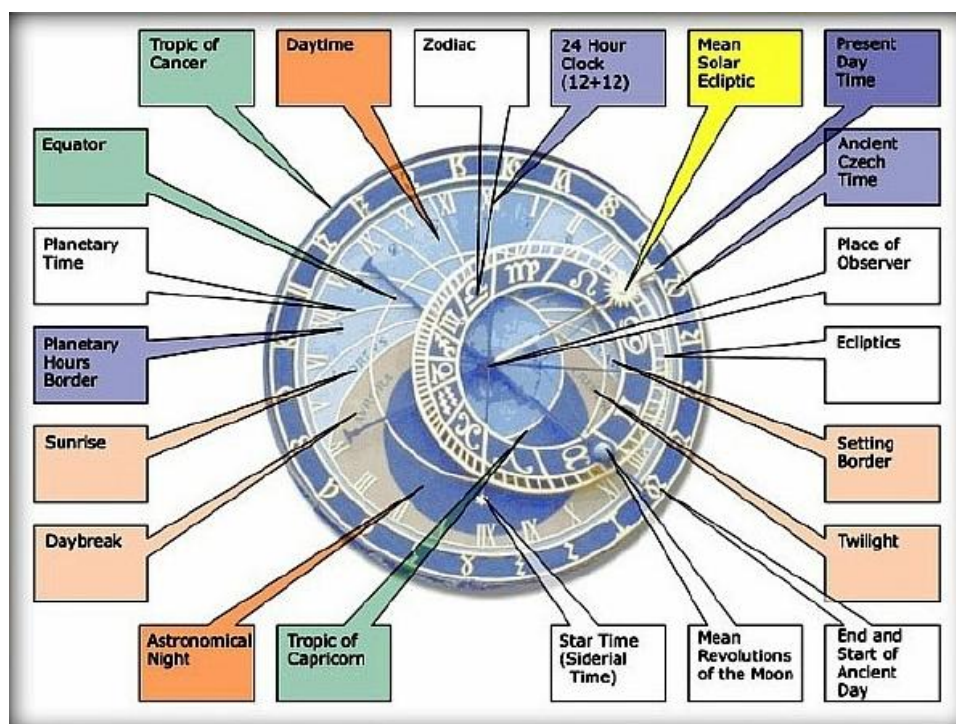 Tropic of
Cancer
Daytime
Zodiac
24 Hour
Clock
(12+12)
Mean
Solar
Ecliptic
Present
Day
Time
Equator
Ancient
Czech
Time
Planetary
Time
Place of
Observer
Planetary
Hours
Border
Ecliptics
Sunrise
Setting
Border
Daybreak
Twilight
Astronomical
Night
Tropic of
Capricorn
Star Time
(Siderial
Time)
Mean
Revolutions
of the Moon
End and
Start of
Ancient
Day